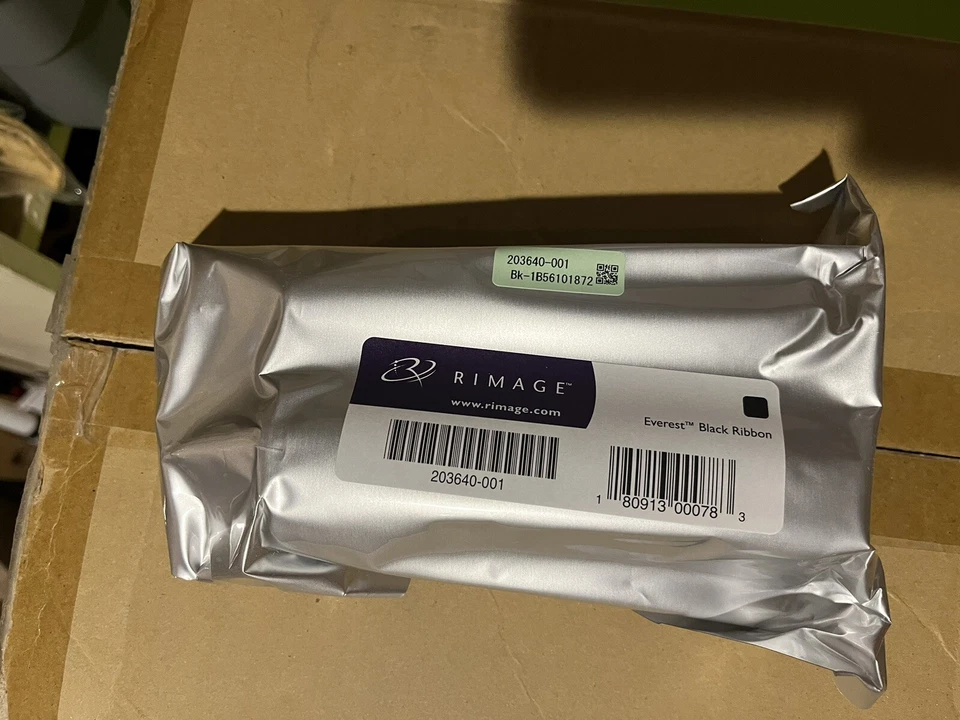 203640-001
Bk-1B56101872
RIMAGE™
www.rimage.com
Everest™ Black Ribbon
203640-001
1 80913 00078 3